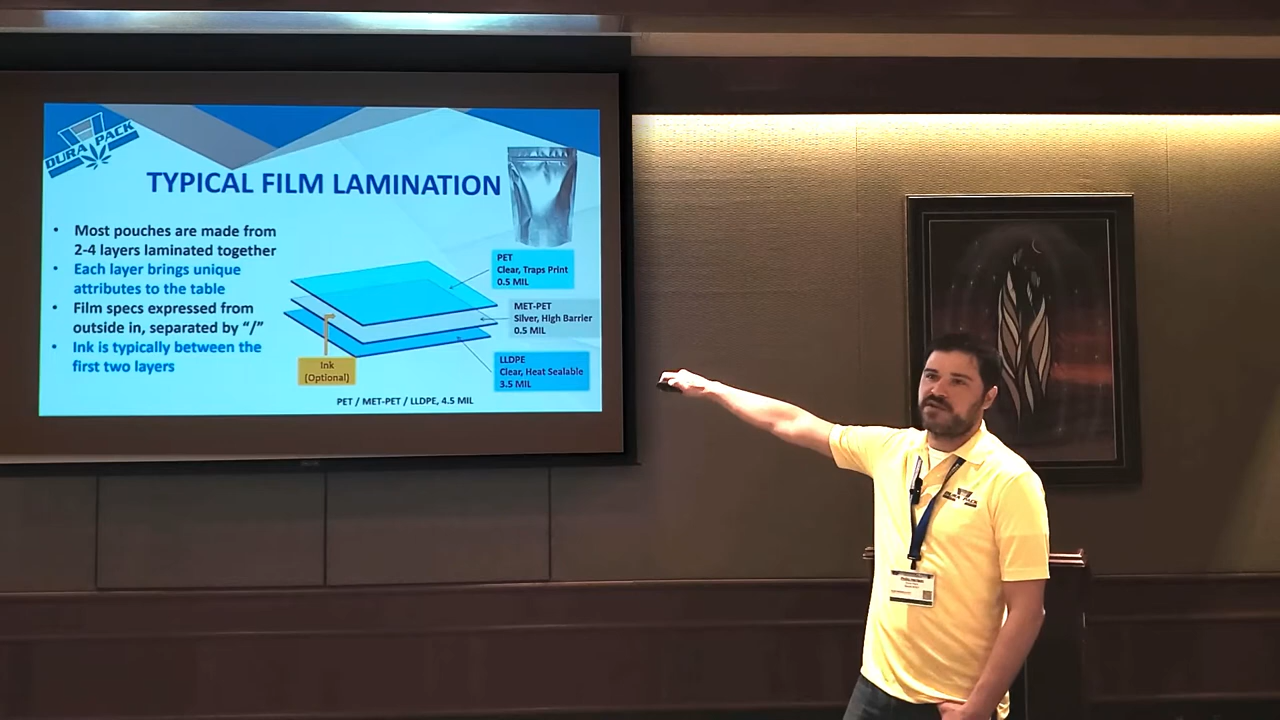 DURA PACK
TYPICAL FILM LAMINATION
• Most pouches are made from
2-4 layers laminated together
• Each layer brings unique
attributes to the table
• Film specs expressed from
outside in, separated by “/”
• Ink is typically between the
first two layers
PET
Clear, Traps Print
0.5 MIL
MET-PET
Silver, High Barrier
0.5 MIL
LLDPE
Clear, Heat Sealable
3.5 MIL
Ink
(Optional)
PET / MET-PET / LLDPE, 4.5 MIL
DURA PACK